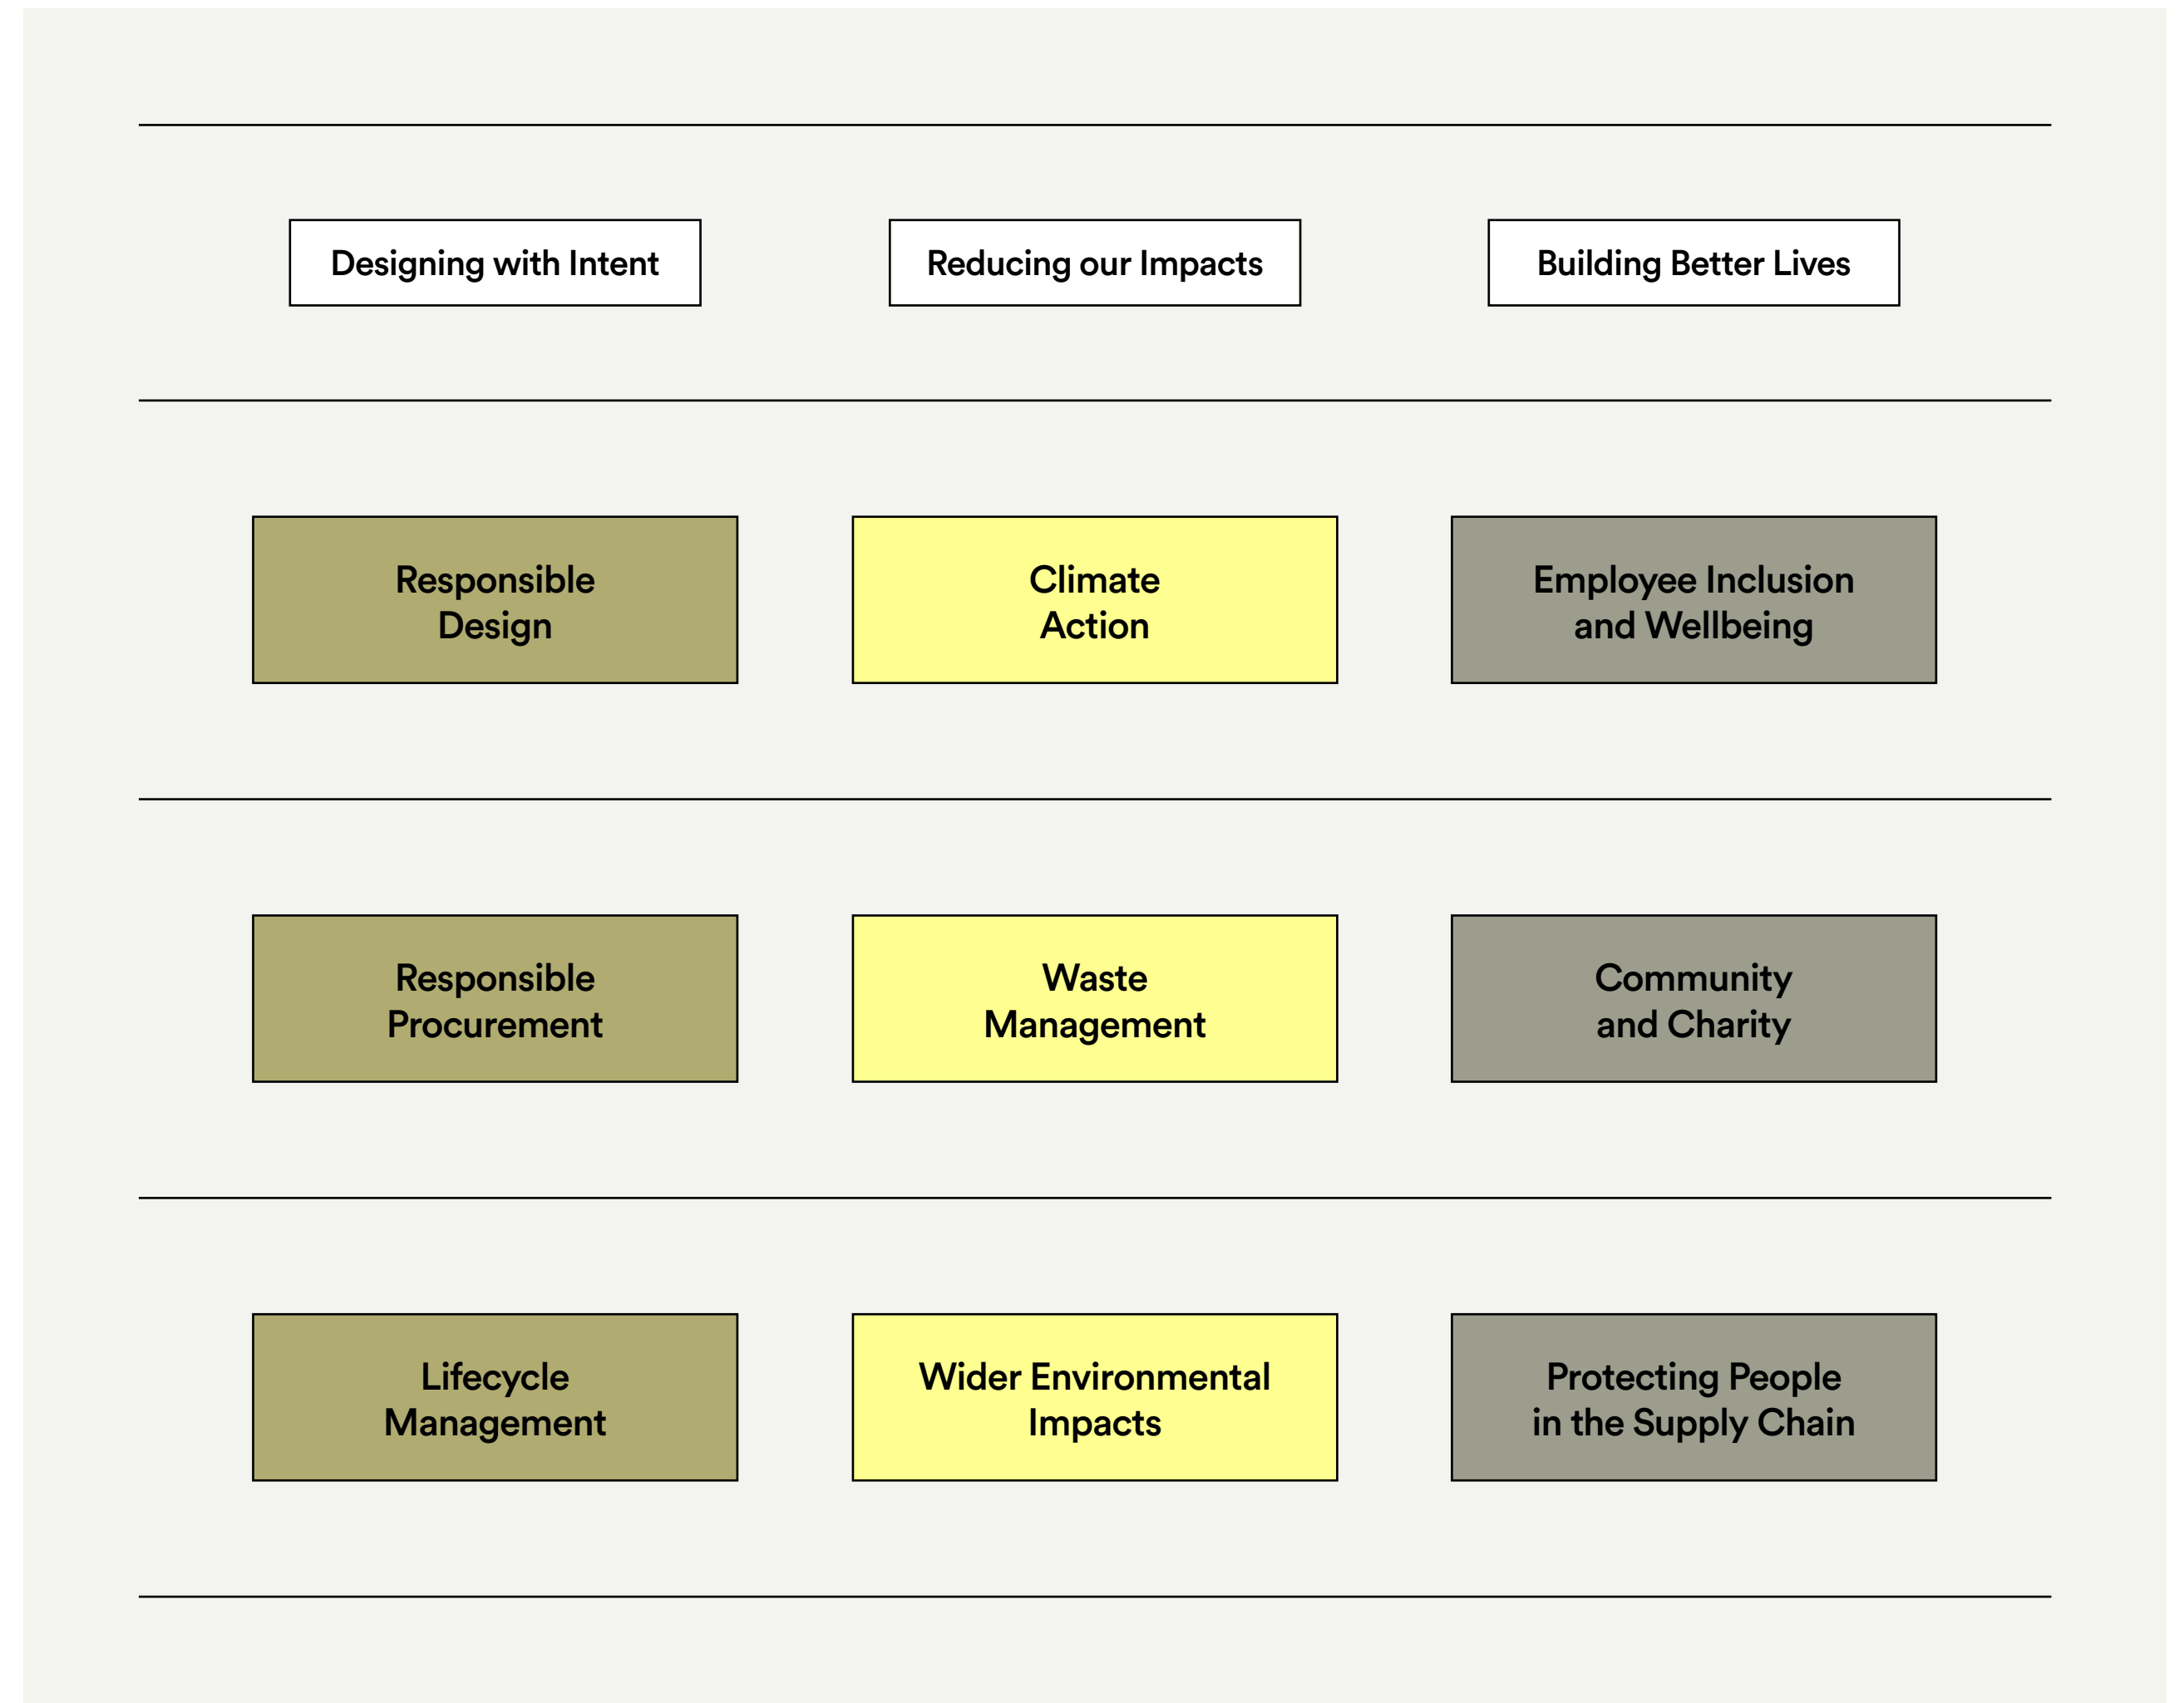 Designing with Intent
Reducing our Impacts
Building Better Lives
Responsible
Design
Climate
Action
Employee Inclusion
and Wellbeing
Responsible
Procurement
Waste
Management
Community
and Charity
Lifecycle
Management
Wider Environmental
Impacts
Protecting People
in the Supply Chain